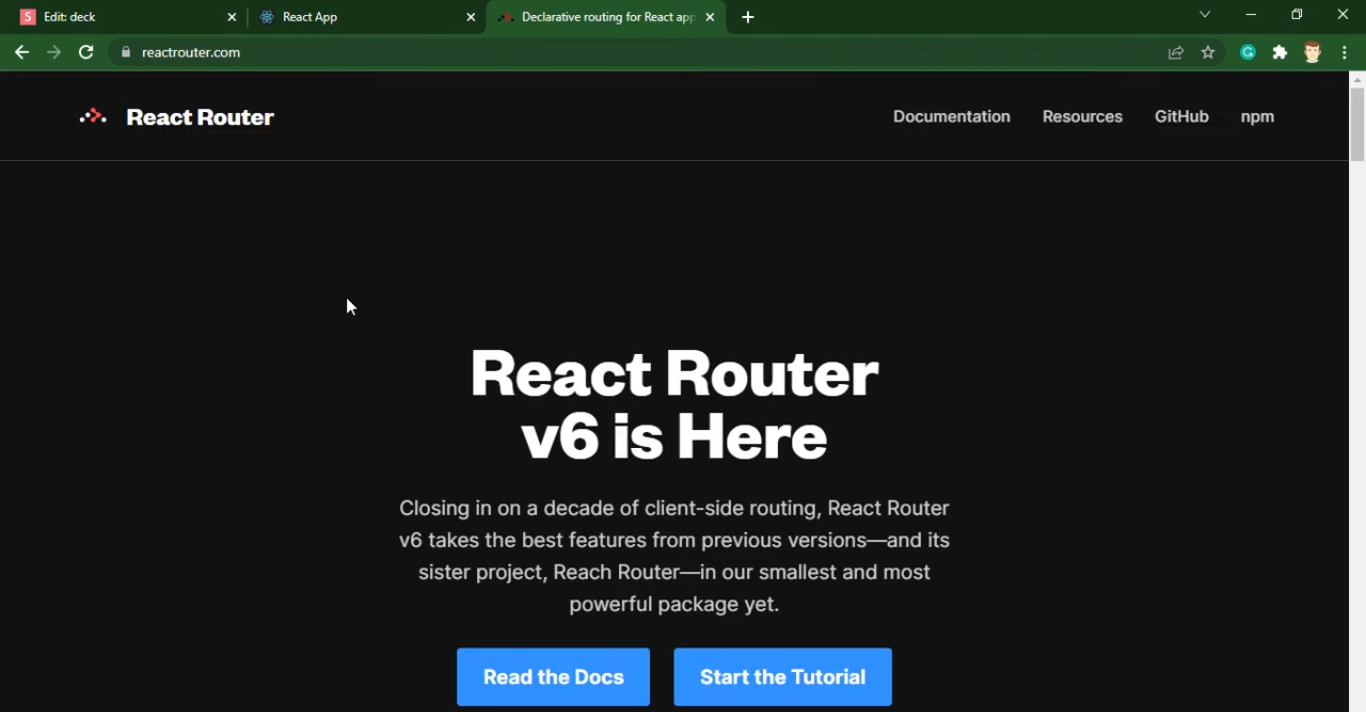 S Edit: deck React App Declarative routing for React app
reactrouter.com
React Router Documentation Resources GitHub npm
React Router
v6 is Here
Closing in on a decade of client-side routing, React Router
v6 takes the best features from previous versions—and its
sister project, Reach Router—in our smallest and most
powerful package yet.
Read the Docs Start the Tutorial